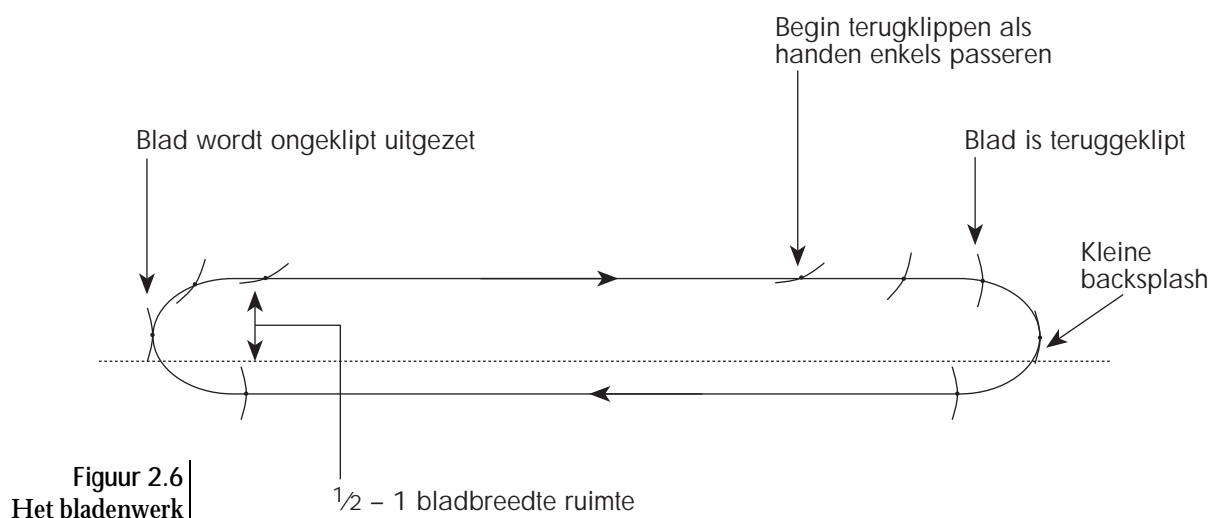 Begin terugklippen als
handen enkels passeren
Blad wordt ongeklipt uitgezet
Blad is teruggeklipt
Kleine
backsplash
½ – 1 bladbreedte ruimte
Figuur 2.6
Het bladenwerk